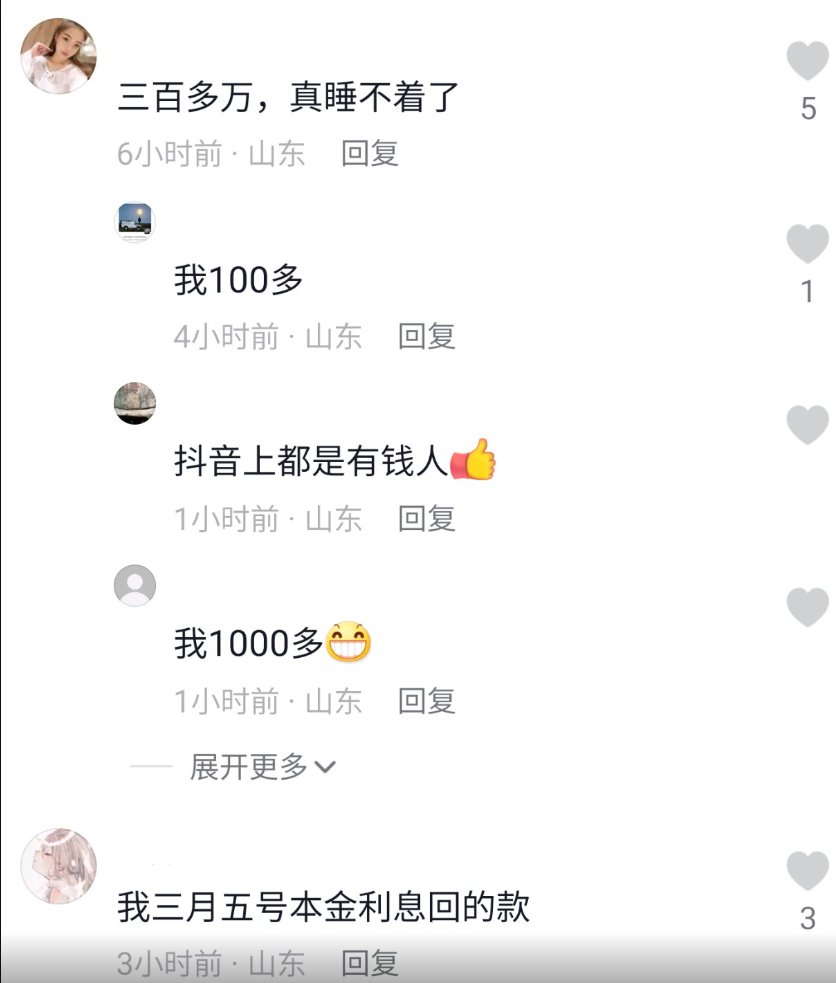 三百多万，真睡不着了
5
6小时前 · 山东 回复
我100多
1
4小时前 · 山东 回复
抖音上都是有钱人👍
1小时前 · 山东 回复
我1000多😁
1小时前 · 山东 回复
展开更多
我三月五号本金利息回的款
3
3小时前 · 山东 回复